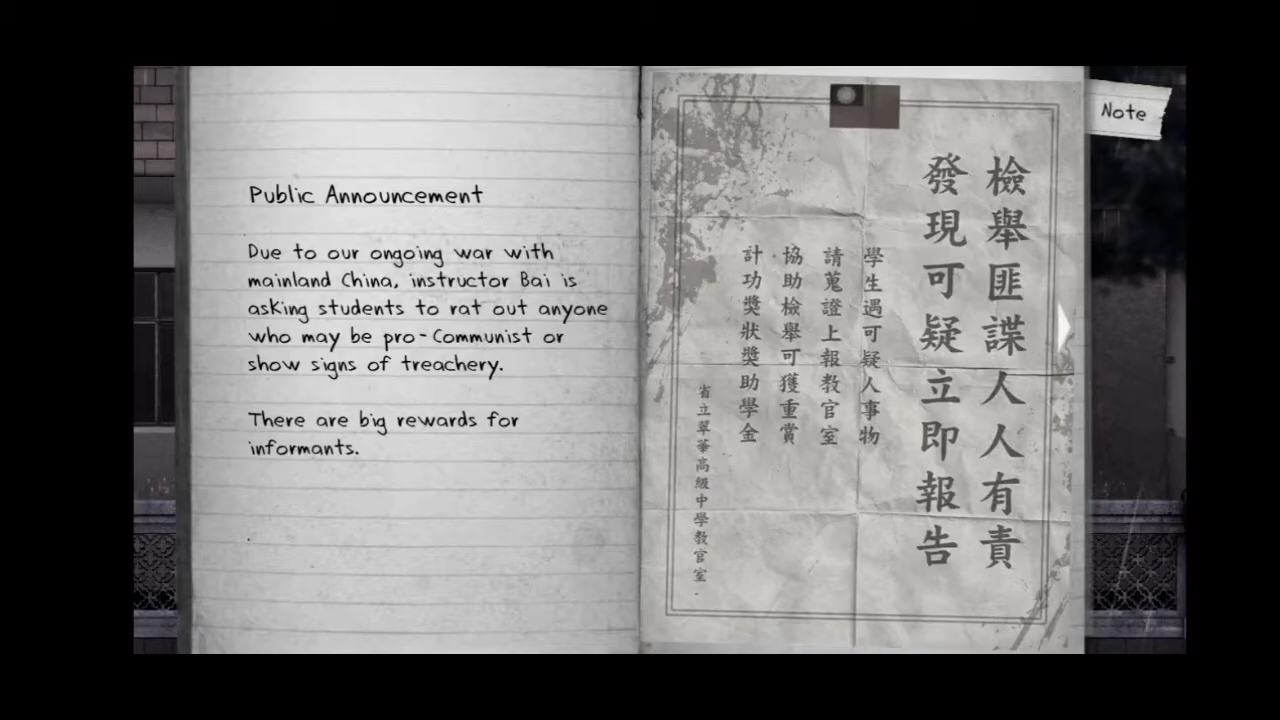 Public Announcement
Due to our ongoing war with
mainland China, instructor Bai is
asking students to rat out anyone
who may be pro-Communist or
show signs of treachery.
There are big rewards for
informants.
檢舉匪諜人人有責
發現可疑立即報告
學生遇可疑人事物
請蒐證上報教官室
協助檢舉可獲重賞
計功獎狀獎助學金
省立翠華高級中學教官室
Note